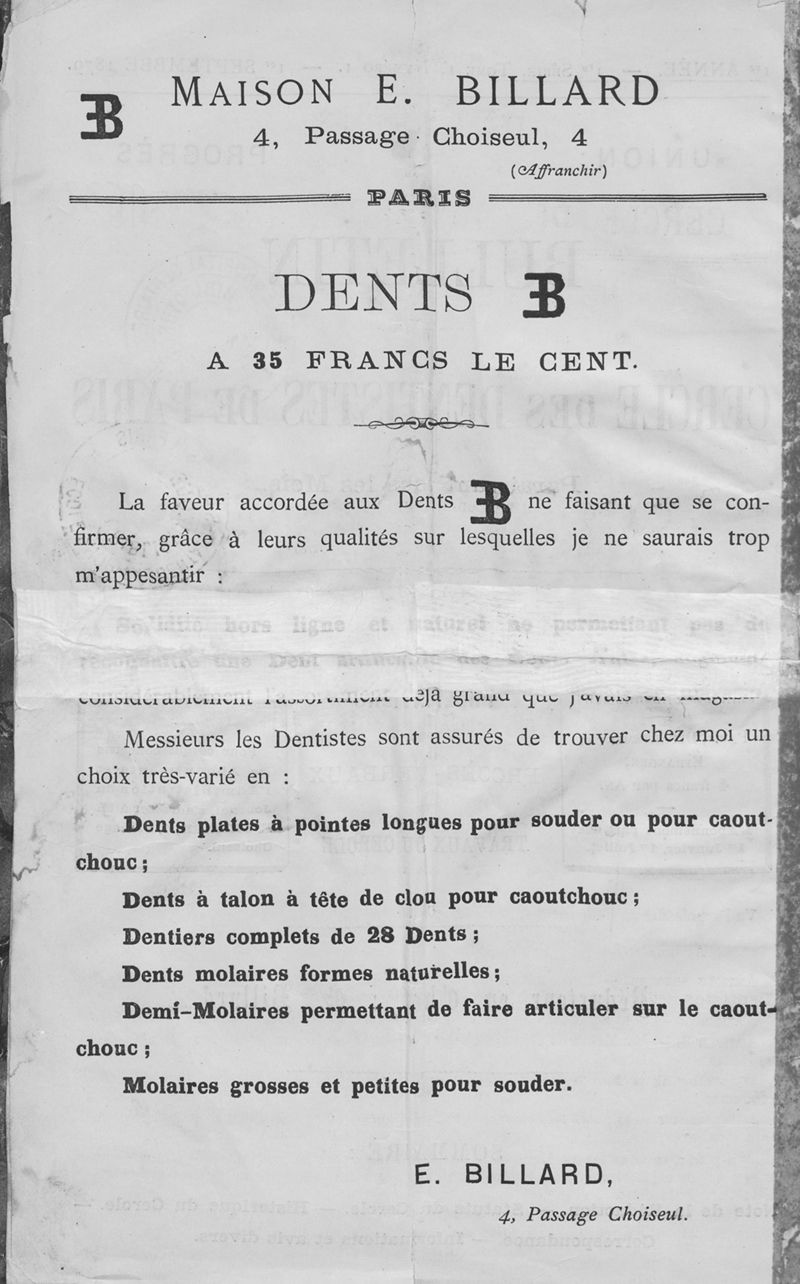 MAISON E. BILLARD
4, Passage Choiseul, 4
(Affranchir)
PARIS
DENTS
A 35 FRANCS LE CENT.
La faveur accordée aux Dents ne faisant que se con-
firmer, grâce à leurs qualités sur lesquelles je ne saurais trop
m'appesantir :
déjà grand que j'avais
Messieurs les Dentistes sont assurés de trouver chez moi un
choix très-varié en :
Dents plates à pointes longues pour souder ou pour caout-
chouc ;
Dents à talon à tête de clou pour caoutchouc ;
Dentiers complets de 28 Dents ;
Dents molaires formes naturelles ;
Demi-Molaires permettant de faire articuler sur le caout-
chouc ;
Molaires grosses et petites pour souder.
E. BILLARD,
4, Passage Choiseul.